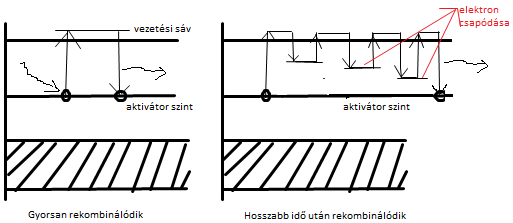 vezetési sáv
elektron
csapódása
aktivátor szint
aktivátor szint
Gyorsan rekombinálódik
Hosszabb idő után rekombinálódik